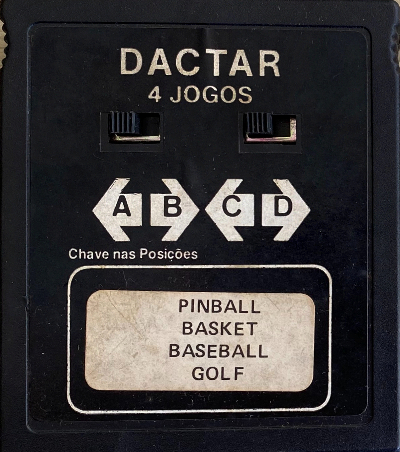 DACTAR
4 JOGOS
A B C D
Chave nas Posições
PINBALL
BASKET
BASEBALL
GOLF